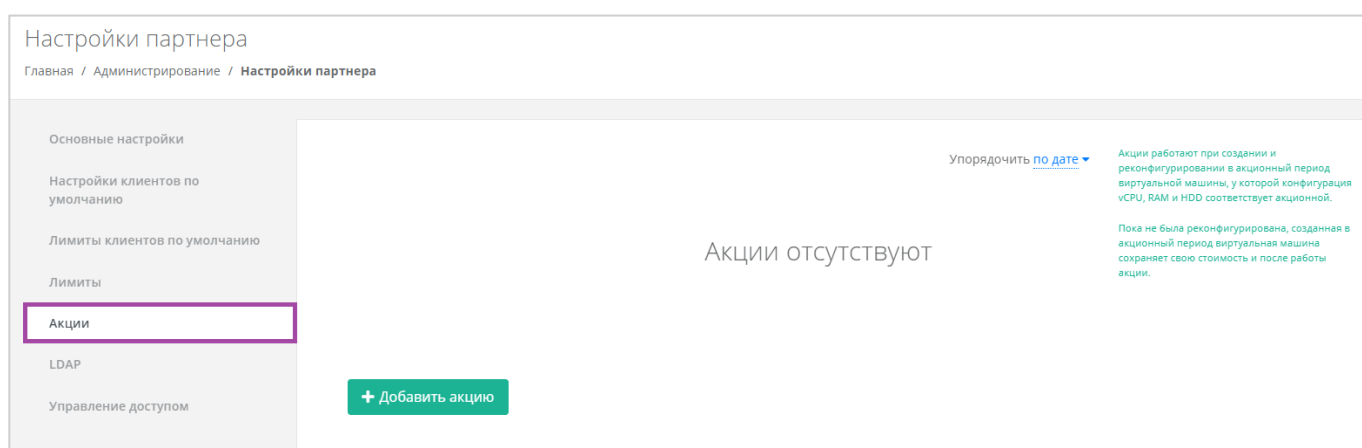 Настройки партнера
Главная / Администрирование / Настройки партнера
Основные настройки
Настройки клиентов по
умолчанию
Лимиты клиентов по умолчанию
Лимиты
Акции
LDAP
Управление доступом
Упорядочить по дате
Акции отсутствуют
+ Добавить акцию
Акции работают при создании и
реконфигурировании в акционный период
виртуальной машины, у которой конфигурация
vCPU, RAM и HDD соответствует акционной.
Пока не была реконфигурирована, созданная в
акционный период виртуальная машина
сохраняет свою стоимость и после работы
акции.